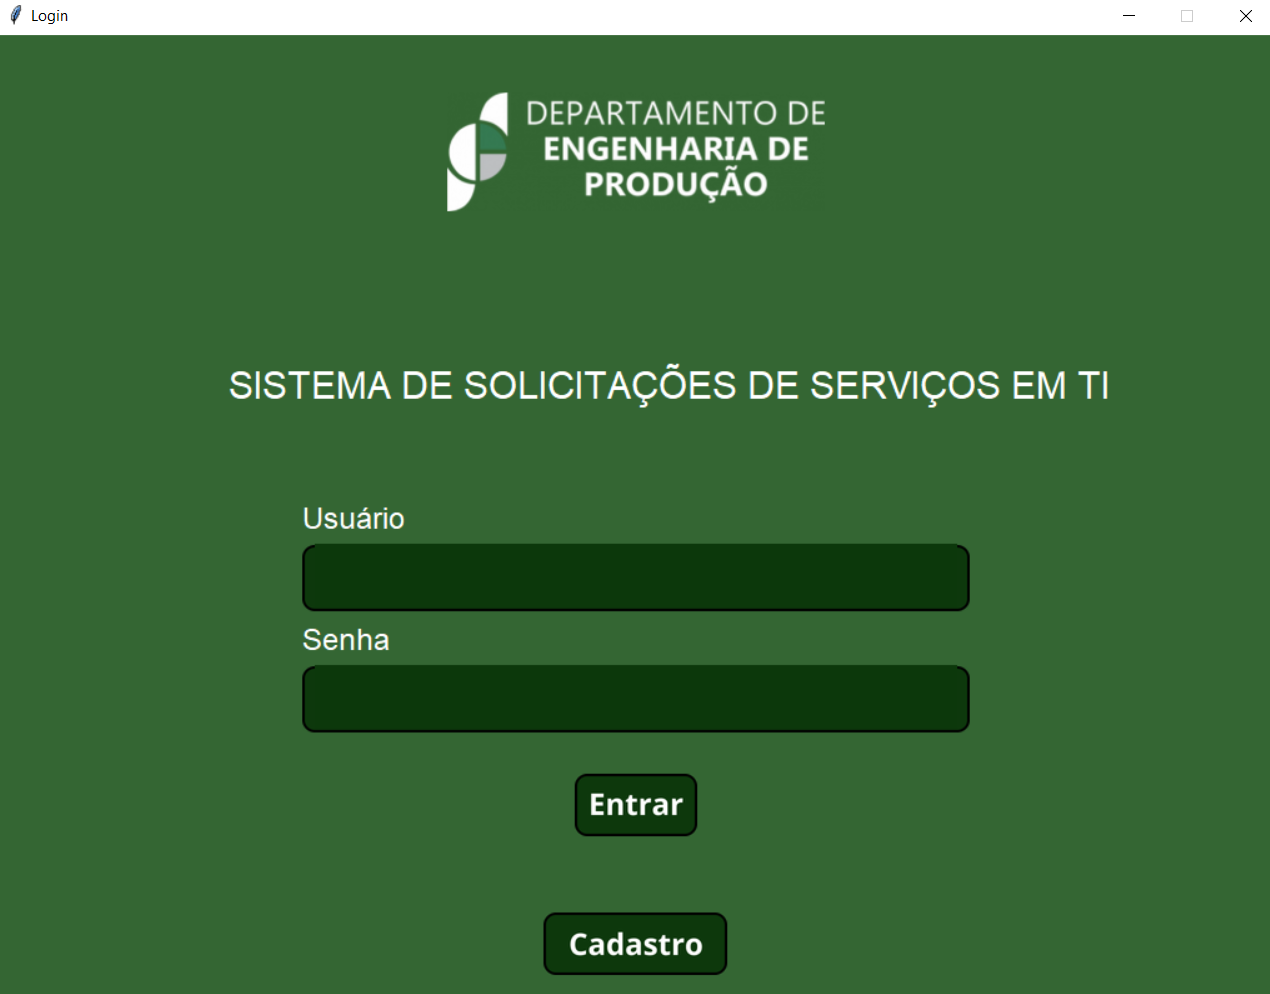 Login
DEPARTAMENTO DE
ENGENHARIA DE
PRODUÇÃO
SISTEMA DE SOLICITAÇÕES DE SERVIÇOS EM TI
Usuário
Senha
Entrar
Cadastro